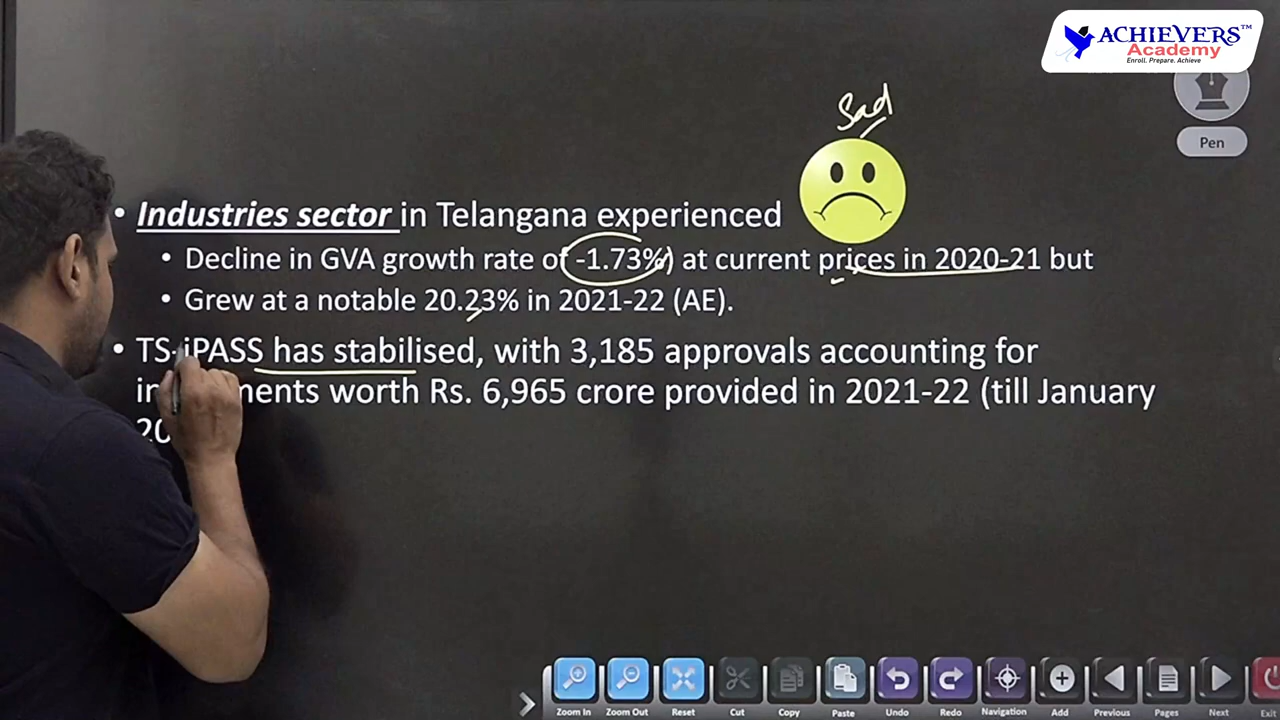 ACHIEVERS™
Academy
Enroll. Prepare. Achieve
Pen
Sad
• Industries sector in Telangana experienced
• Decline in GVA growth rate of -1.73%) at current prices in 2020-21 but
• Grew at a notable 20.23% in 2021-22 (AE).
• TS-iPASS has stabilised, with 3,185 approvals accounting for
worth Rs. 6,965 crore provided in 2021-22 (till January
Zoom In Zoom Out Reset Cut Copy Paste Undo Redo Navigation Add Previous Pages Next Exit